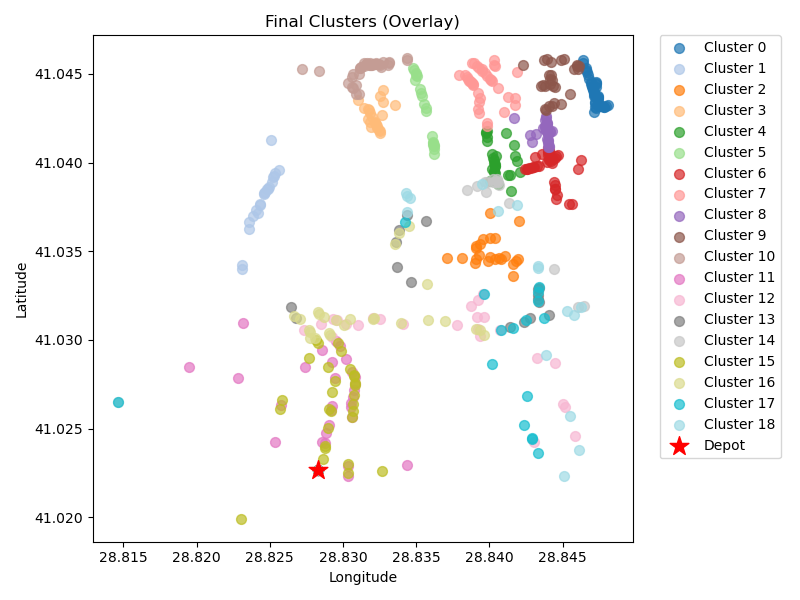 Final Clusters (Overlay)
41.045
41.040
41.035
41.030
41.025
41.020
Latitude
28.815 28.820 28.825 28.830 28.835 28.840 28.845
Longitude
Cluster 0
Cluster 1
Cluster 2
Cluster 3
Cluster 4
Cluster 5
Cluster 6
Cluster 7
Cluster 8
Cluster 9
Cluster 10
Cluster 11
Cluster 12
Cluster 13
Cluster 14
Cluster 15
Cluster 16
Cluster 17
Cluster 18
Depot